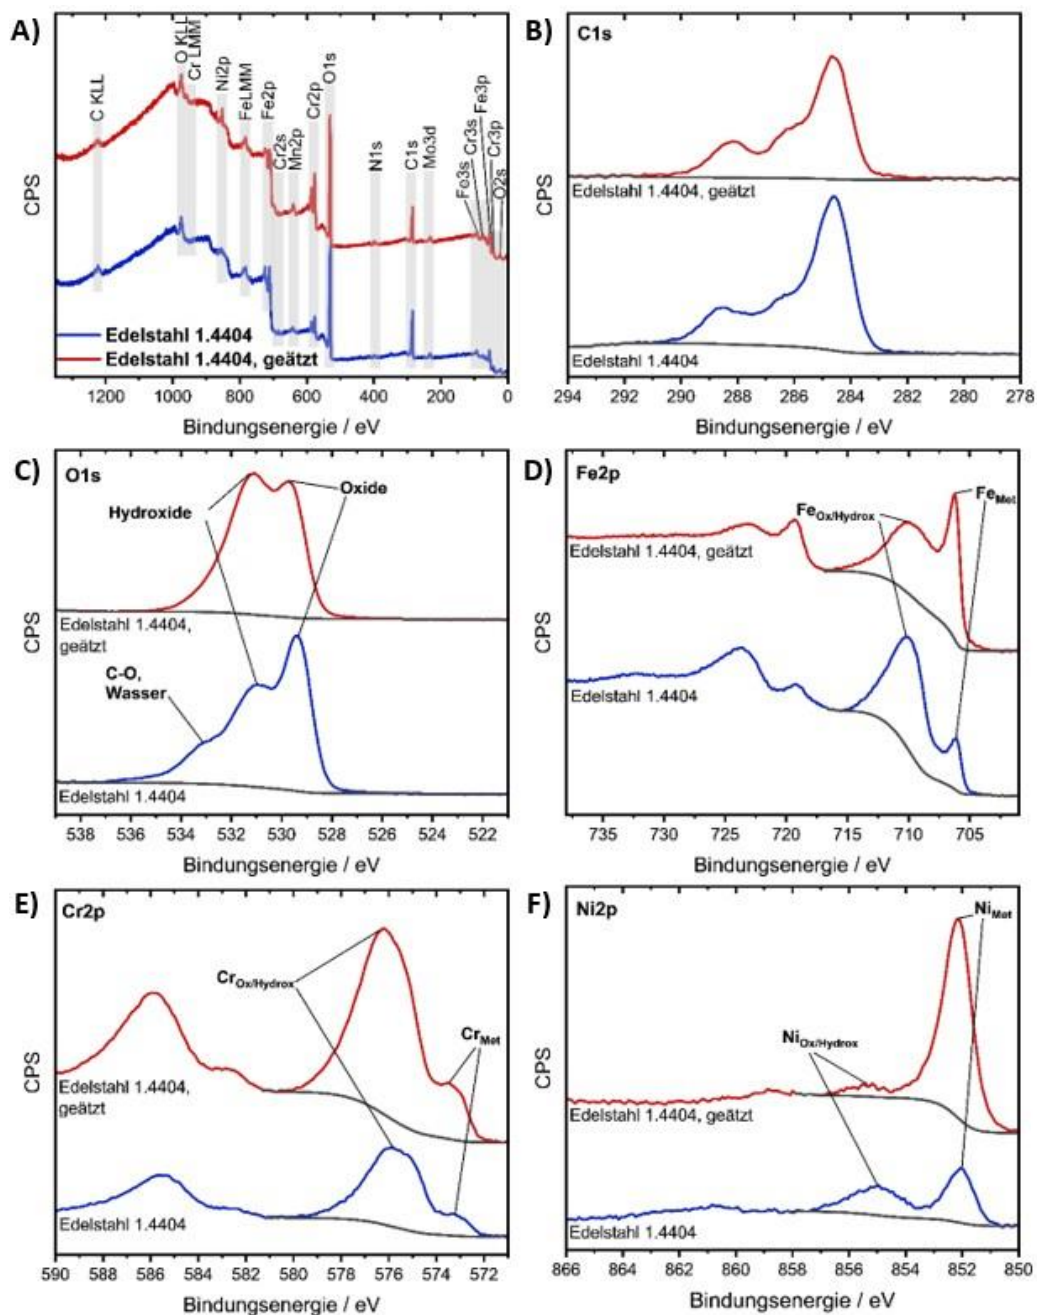 A)
C KLL
O KLL
Cr LMM
Ni2p
FeLMM
Fe2p
Cr2s
Mn2p
Cr2p
O1s
N1s
C1s
Mo3d
Fe3s
Cr3s
Fe3p
Cr3p
O2s
CPS
Edelstahl 1.4404
Edelstahl 1.4404, geätzt
1200 1000 800 600 400 200 0
Bindungsenergie / eV
B)
C1s
CPS
Edelstahl 1.4404, geätzt
Edelstahl 1.4404
294 292 290 288 286 284 282 280 278
Bindungsenergie / eV
C)
O1s
Hydroxide
Oxide
CPS
Edelstahl 1.4404,
geätzt
C-O,
Wasser
Edelstahl 1.4404
538 536 534 532 530 528 526 524 522
Bindungsenergie / eV
D)
Fe2p
FeOx/Hydrox
FeMet
CPS
Edelstahl 1.4404, geätzt
Edelstahl 1.4404
735 730 725 720 715 710 705
Bindungsenergie / eV
E)
Cr2p
CrOx/Hydrox
CrMet
CPS
Edelstahl 1.4404,
geätzt
Edelstahl 1.4404
590 588 586 584 582 580 578 576 574 572
Bindungsenergie / eV
F)
Ni2p
NiMet
NiOx/Hydrox
CPS
Edelstahl 1.4404, geätzt
Edelstahl 1.4404
866 864 862 860 858 856 854 852 850
Bindungsenergie / eV